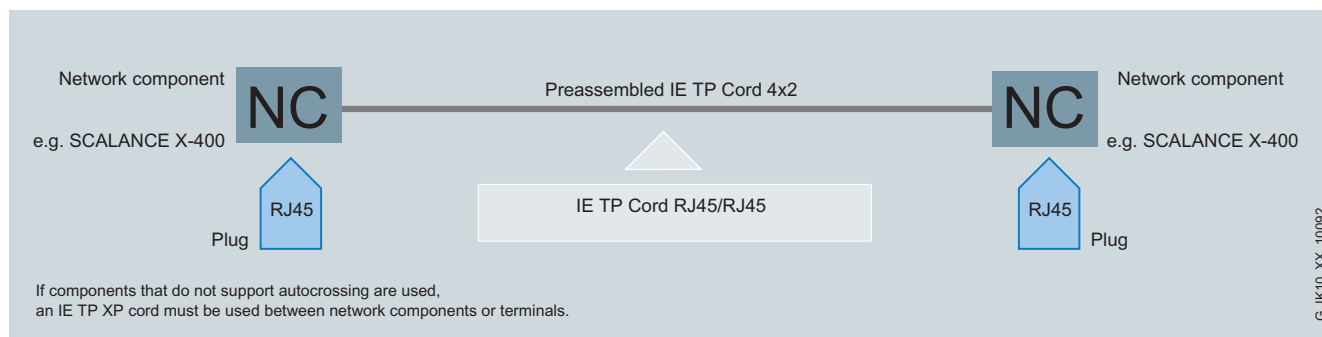 Network component
NC
Preassembled IE TP Cord 4x2
NC
Network component
e.g. SCALANCE X-400
e.g. SCALANCE X-400
RJ45
IE TP Cord RJ45/RJ45
RJ45
Plug
Plug
If components that do not support autocrossing are used,
an IE TP XP cord must be used between network components or terminals.
G_IK10_XX_10092